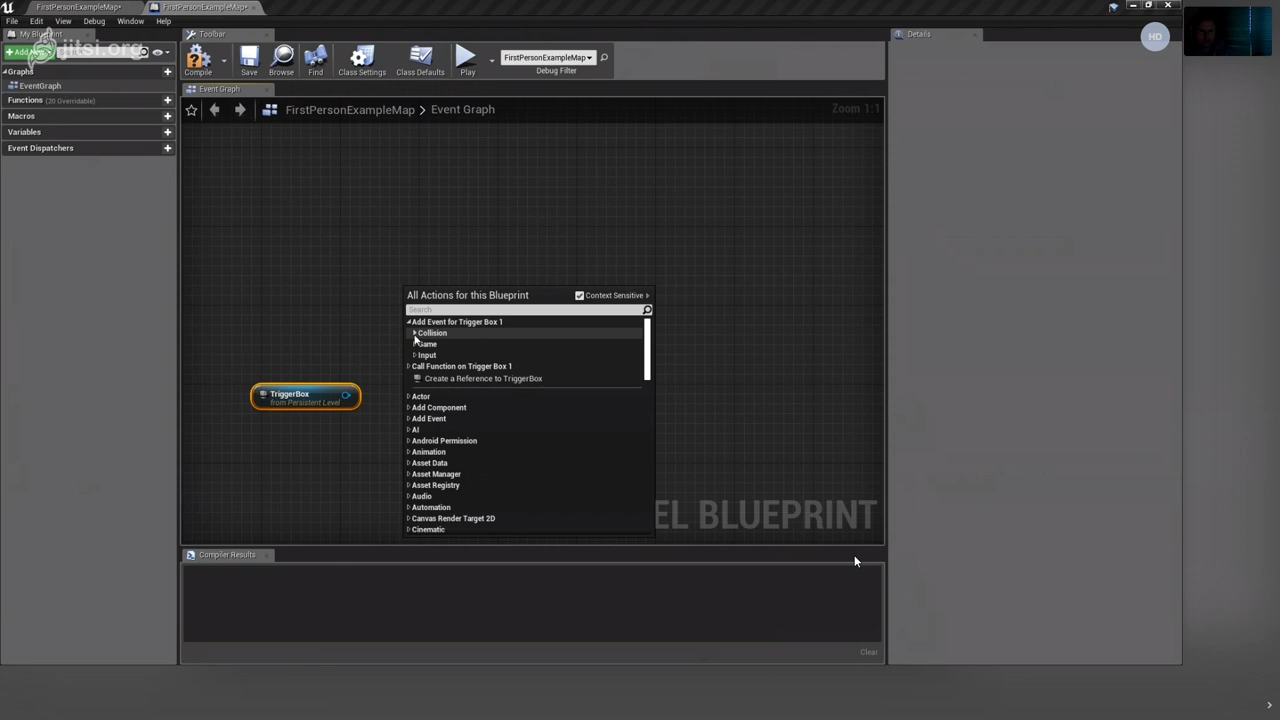 FirstPersonExampleMap•
FirstPersonExampleMap•
File Edit View Debug Window Help
My Blueprint
Toolbar
Details
HD
jitsi.org
+Add New
Compile
Save
Browse
Find
Class Settings
Class Defaults
Play
FirstPersonExampleMap
Debug Filter
Graphs
EventGraph
Functions (20 Overridable)
Macros
Variables
Event Dispatchers
Event Graph
FirstPersonExampleMap > Event Graph
Zoom 1:1
All Actions for this Blueprint
Context Sensitive
Search
Add Event for Trigger Box 1
Collision
Game
Input
Call Function on Trigger Box 1
Create a Reference to TriggerBox
Actor
Add Component
Add Event
AI
Android Permission
Animation
Asset Data
Asset Manager
Asset Registry
Audio
Automation
Canvas Render Target 2D
Cinematic
TriggerBox
from Persistent Level
EL BLUEPRINT
Compiler Results
Clear